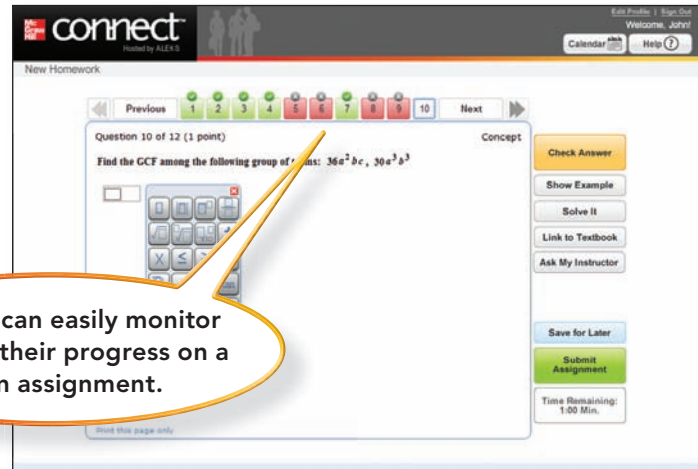 Mc
Graw
Hill
connect
Hosted by ALEKS
Edit Profile | Sign Out
Welcome, John!
Calendar
Help ?
New Homework
Previous
1 2 3 4 5 6 7 8 9 10
Next
Question 10 of 12 (1 point)
Concept
Find the GCF among the following group of ms: 36a²bc, 30a³b³
Check Answer
Show Example
Solve It
Link to Textbook
Ask My Instructor
can easily monitor
their progress on a
assignment.
Save for Later
Submit
Assignment
Time Remaining:
1:00 Min.
Print this page only